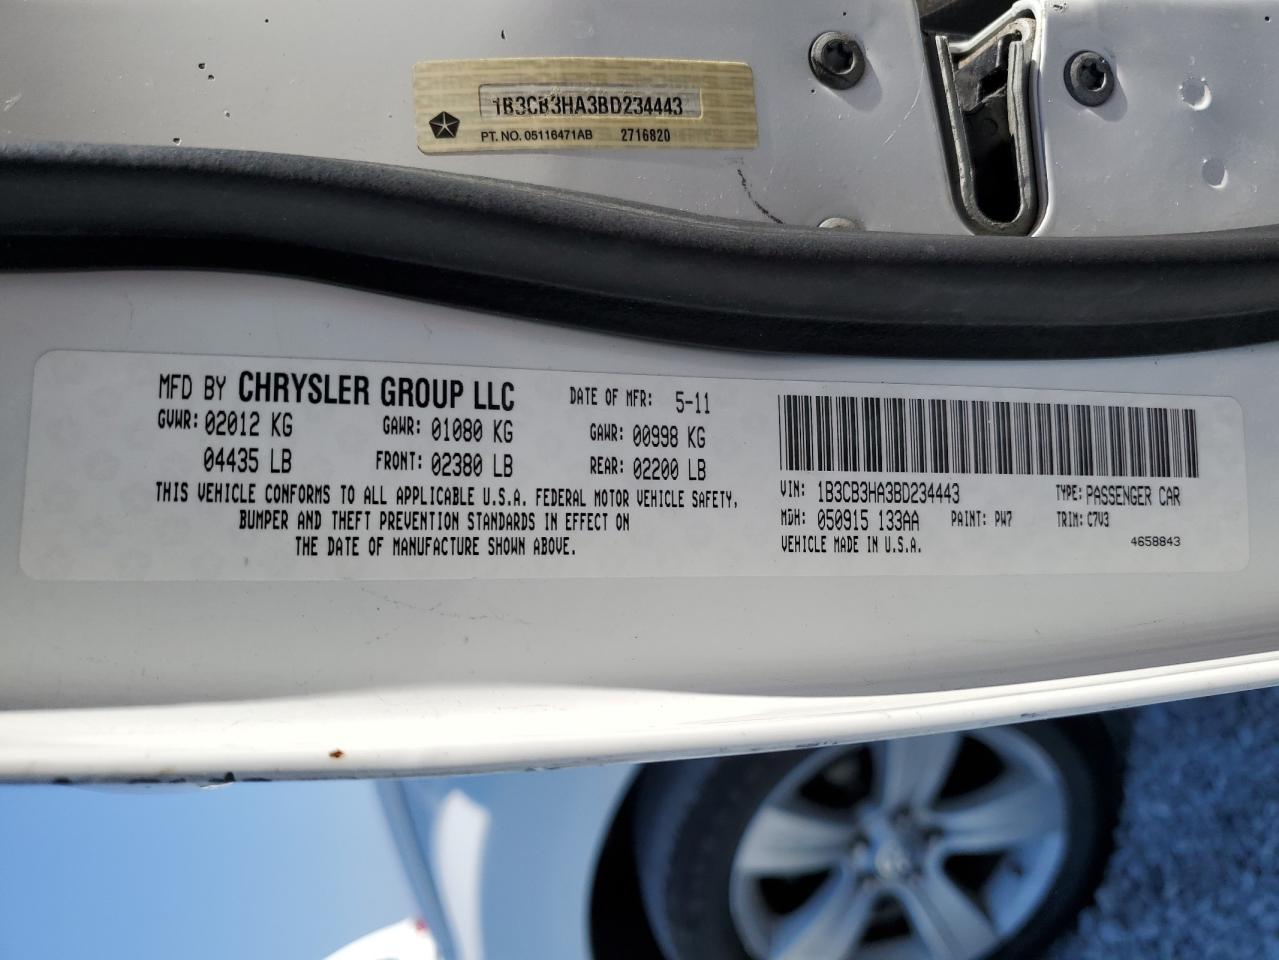 1B3CB3HA3BD234443
PT. NO. 05116471AB 2716820
MFD BY CHRYSLER GROUP LLC DATE OF MFR: 5-11
GVWR: 02012 KG GAWR: 01080 KG GAWR: 00998 KG
04435 LB FRONT: 02380 LB REAR: 02200 LB
THIS VEHICLE CONFORMS TO ALL APPLICABLE U.S.A. FEDERAL MOTOR VEHICLE SAFETY,
BUMPER AND THEFT PREVENTION STANDARDS IN EFFECT ON
THE DATE OF MANUFACTURE SHOWN ABOVE.
VIN: 1B3CB3HA3BD234443 TYPE: PASSENGER CAR
MDH: 050915 133AA PAINT: PW7 TRIM: C7V3
VEHICLE MADE IN U.S.A. 4658843